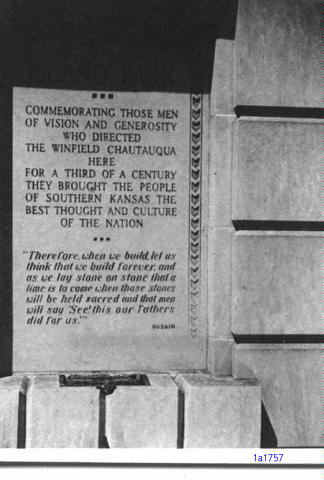 COMMEMORATING THOSE MEN
OF VISION AND GENEROSITY
WHO DIRECTED
THE WINFIELD CHAUTAUQUA
HERE
FOR A THIRD OF A CENTURY
THEY BROUGHT THE PEOPLE
OF SOUTHERN KANSAS THE
BEST THOUGHT AND CULTURE
OF THE NATION
"Therefore, when we build, let us
think that we build forever, and
as we lay stone on stone that a
time is to come when those stones
will be held sacred and that men
will say 'See! this our Fathers
did for us.'"
RUSKIN
1a1757